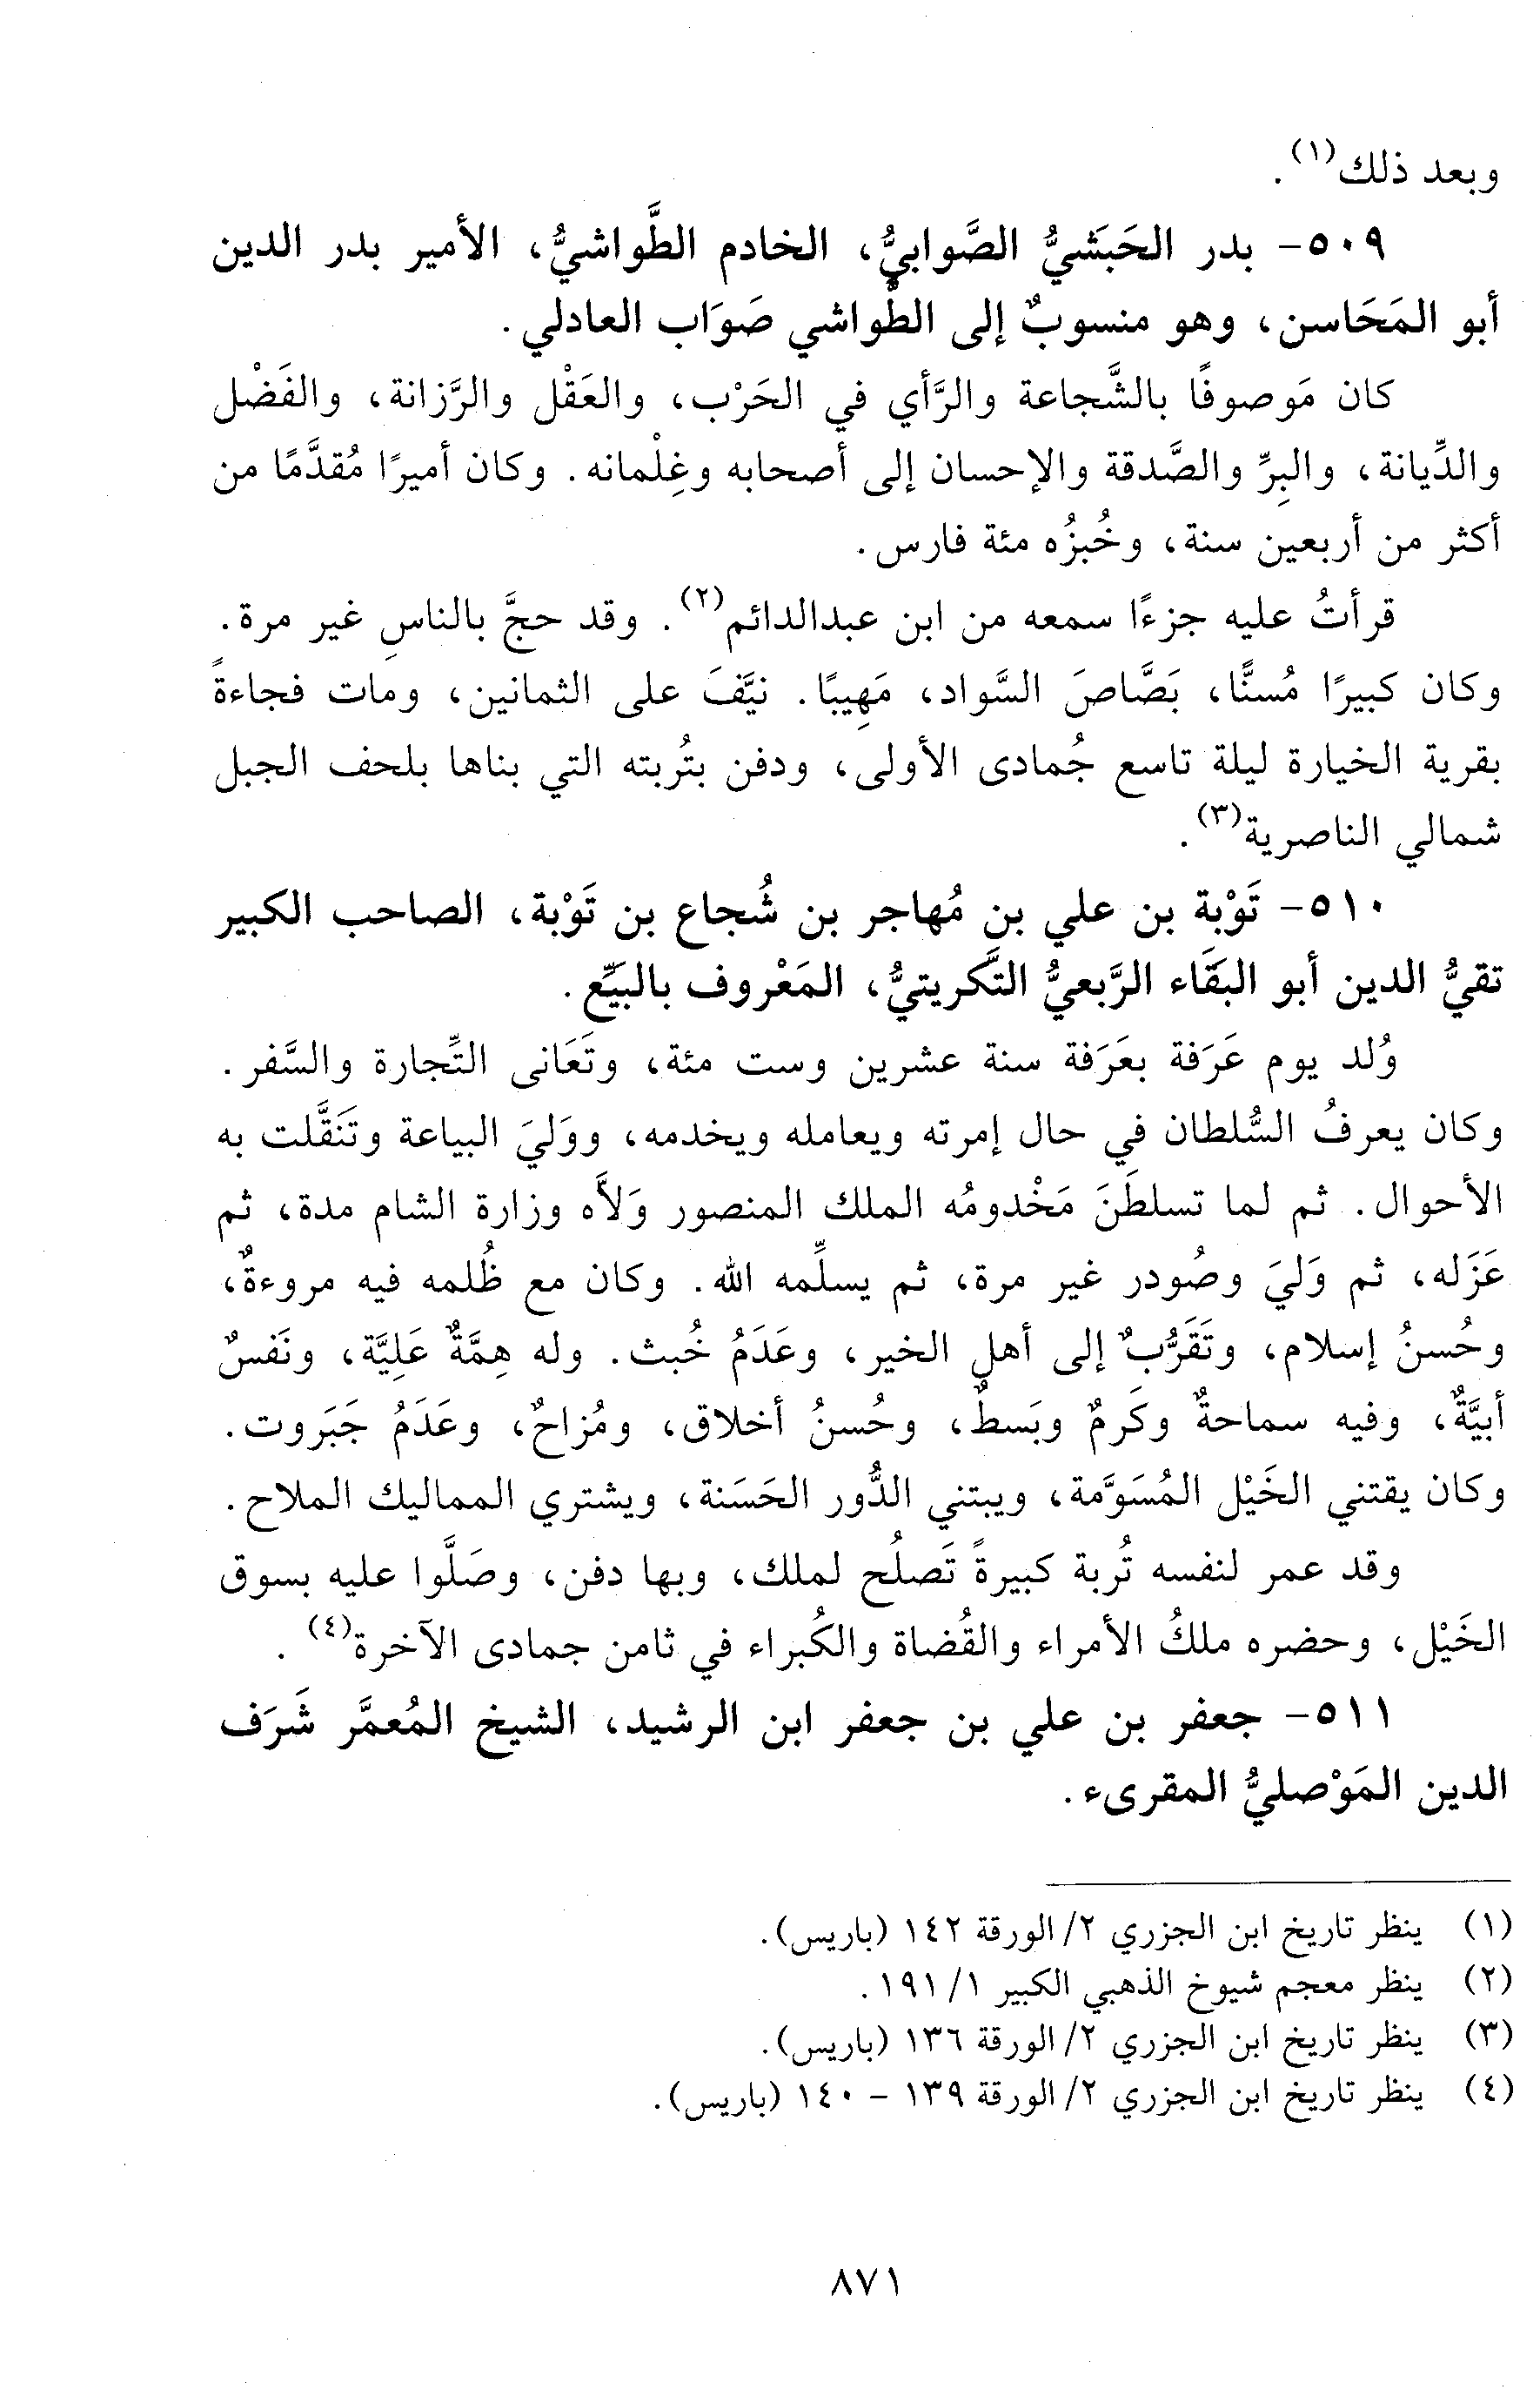 وبعد ذلك(١).
٥٠٩- بدر الحَبَشيُّ الصَّوابيُّ، الخادم الطَّواشيُّ، الأمير بدر الدين
أبو المَحَاسن، وهو منسوبٌ إلى الطُّواشي صَوَاب العادلي.
كان مَوصوفًا بالشَّجاعة والرَّأي في الحَرْب، والعَقْل والرَّزانة، والفَضْل
والدِّيانة، والبِرِّ والصَّدقة والإحسان إلى أصحابه وغِلْمانه. وكان أميرًا مُقدَّمًا من
أكثر من أربعين سنة، وخُبزُه مئة فارس.
قرأتُ عليه جزءًا سمعه من ابن عبدالدائم(٢). وقد حجَّ بالناسِ غير مرة.
وكان كبيرًا مُسنًّا، بَصَّاصَ السَّواد، مَهِيبًا. نيَّفَ على الثمانين، ومات فجاءةً
بقرية الخيارة ليلة تاسع جُمادى الأولى، ودفن بتُربته التي بناها بلحف الجبل
شمالي الناصرية(٣).
٥١٠- تَوْبة بن علي بن مُهاجر بن شُجاع بن تَوْبة، الصاحب الكبير
تقيُّ الدين أبو البَقَاء الرَّبعيُّ التَّكريتيُّ، المَعْروف بالبَيِّع.
وُلد يوم عَرَفة بعَرَفة سنة عشرين وست مئة، وتَعَانى التِّجارة والسَّفر.
وكان يعرفُ السُّلطان في حال إمرته ويعامله ويخدمه، ووَليَ البياعة وتَنَقَّلت به
الأحوال. ثم لما تسلطَنَ مَخْدومُه الملك المنصور وَلاَّه وزارة الشام مدة، ثم
عَزَله، ثم وَليَ وصُودر غير مرة، ثم يسلِّمه الله. وكان مع ظُلمه فيه مروءةٌ،
وحُسنُ إسلام، وتَقَرُّبٌ إلى أهل الخير، وعَدَمُ خُبث. وله هِمَّةٌ عَلِيَّة، ونَفسٌ
أبيَّةٌ، وفيه سماحةٌ وكَرمٌ وبَسطٌ، وحُسنُ أخلاق، ومُزاحٌ، وعَدَمُ جَبَروت.
وكان يقتني الخَيْل المُسَوَّمة، ويبتني الدُّور الحَسَنة، ويشتري المماليك الملاح.
وقد عمر لنفسه تُربة كبيرةً تَصلُح لملك، وبها دفن، وصَلَّوا عليه بسوق
الخَيْل، وحضره ملكُ الأمراء والقُضاة والكُبراء في ثامن جمادى الآخرة(٤).
٥١١- جعفر بن علي بن جعفر ابن الرشيد، الشيخ المُعمَّر شَرَف
الدين المَوْصليُّ المقرىء.
(١) ينظر تاريخ ابن الجزري ٢/ الورقة ١٤٢ (باريس).
(٢) ينظر معجم شيوخ الذهبي الكبير ١/ ١٩١.
(٣) ينظر تاريخ ابن الجزري ٢/ الورقة ١٣٦ (باريس).
(٤) ينظر تاريخ ابن الجزري ٢/ الورقة ١٣٩ - ١٤٠ (باريس).
٨٧١